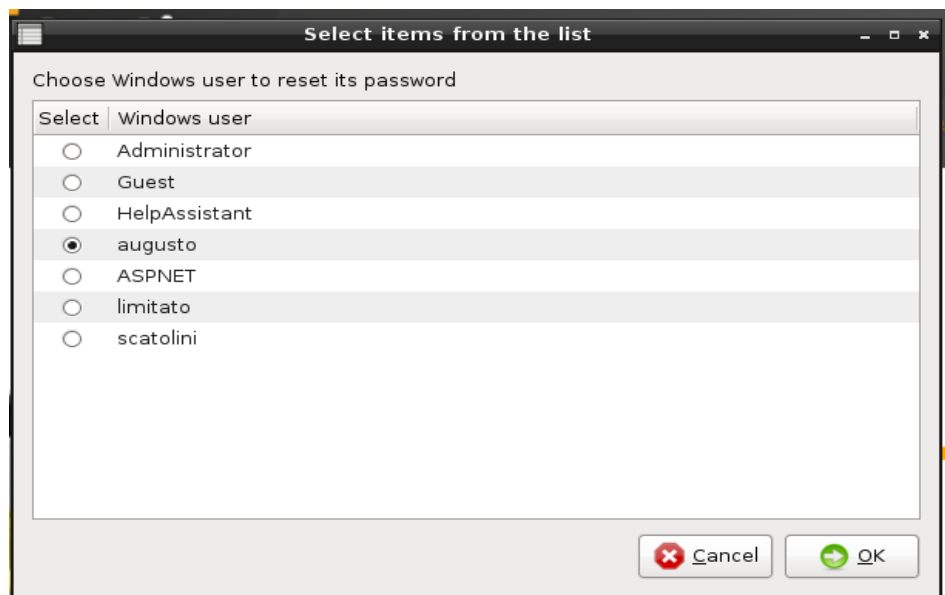 Select items from the list
Choose Windows user to reset its password
Select Windows user
Administrator
Guest
HelpAssistant
augusto
ASPNET
limitato
scatolini
Cancel OK